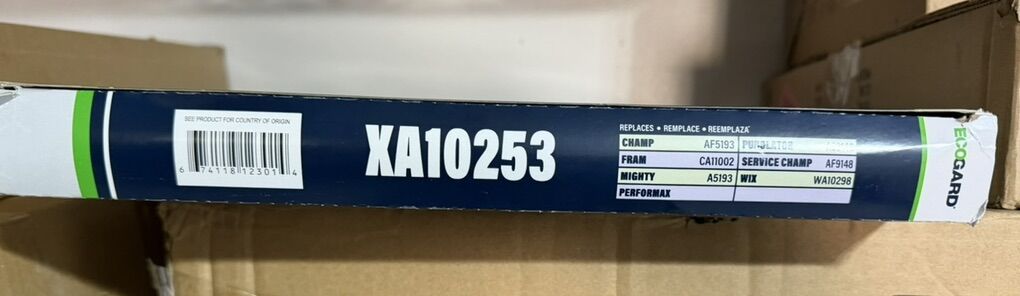 SEE PRODUCT FOR COUNTRY OF ORIGIN
6 74118 12301 4
XA10253
REPLACES • REMPLACE • REEMPLAZA*
CHAMP AF5193 PUROLATOR
FRAM CA11002 SERVICE CHAMP AF9148
MIGHTY A5193 WIX WA10298
PERFORMAX
ECOGARD